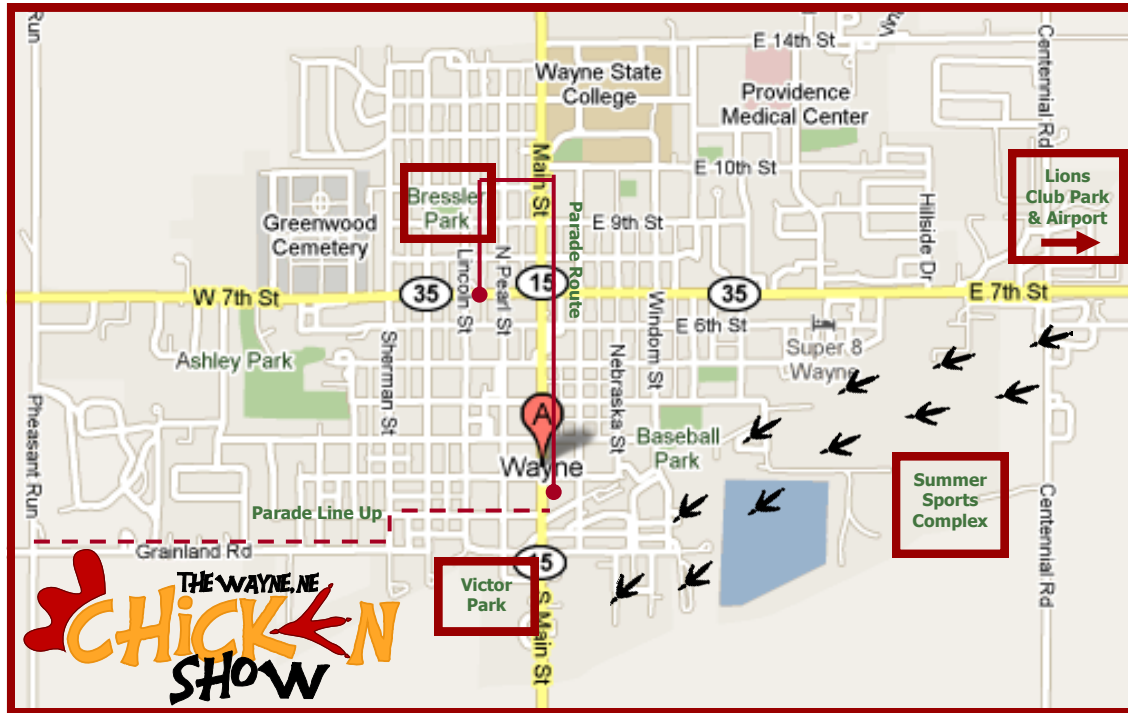 Run
E 14th St
Centennial Rd
Wayne State
College
Providence
Medical Center
Main St
E 10th St
Lions
Club Park
& Airport
Bressler
Park
Greenwood
Cemetery
E 9th St
Parade Route
Hillside Dr
Lincoln St
N Pearl St
W 7th St
35
15
35
E 7th St
Windom St
E 6th St
Super 8
Wayne
Ashley Park
Sherman St
Nebraska St
Pheasant Run
A
Wayne
Baseball
Park
Summer
Sports
Complex
Centennial Rd
Parade Line Up
Grainland Rd
15
Victor
Park
S Main St
THE WAYNE, NE
CHiCKEN
SHOW